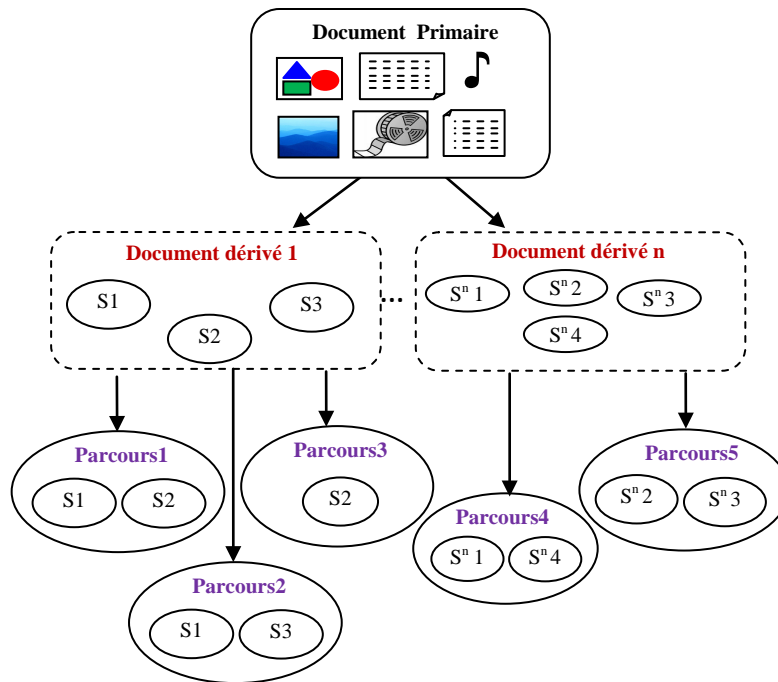 Document Primaire
Document dérivé 1
S1
S2
S3
...
Document dérivé n
Sⁿ 1
Sⁿ 2
Sⁿ 3
Sⁿ 4
Parcours1
S1
S2
Parcours2
S1
S3
Parcours3
S2
Parcours4
Sⁿ 1
Sⁿ 4
Parcours5
Sⁿ 2
Sⁿ 3